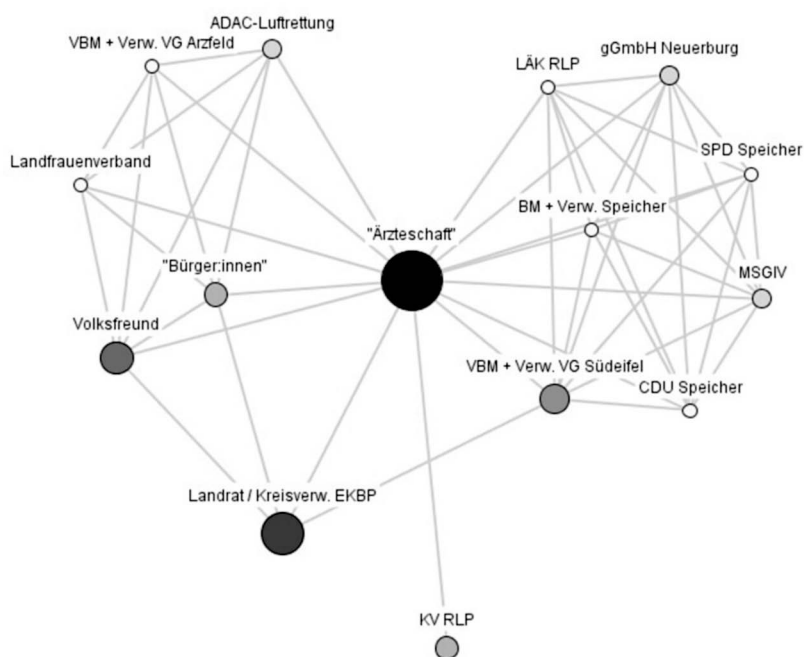 ADAC-Luftrettung
VBM + Verw. VG Arzfeld
gGmbH Neuerburg
LÄK RLP
SPD Speicher
Landfrauenverband
BM + Verw. Speicher
"Ärzteschaft"
"Bürger:innen"
MSGIV
Volksfreund
VBM + Verw. VG Südeifel
CDU Speicher
Landrat / Kreisverw. EKBP
KV RLP